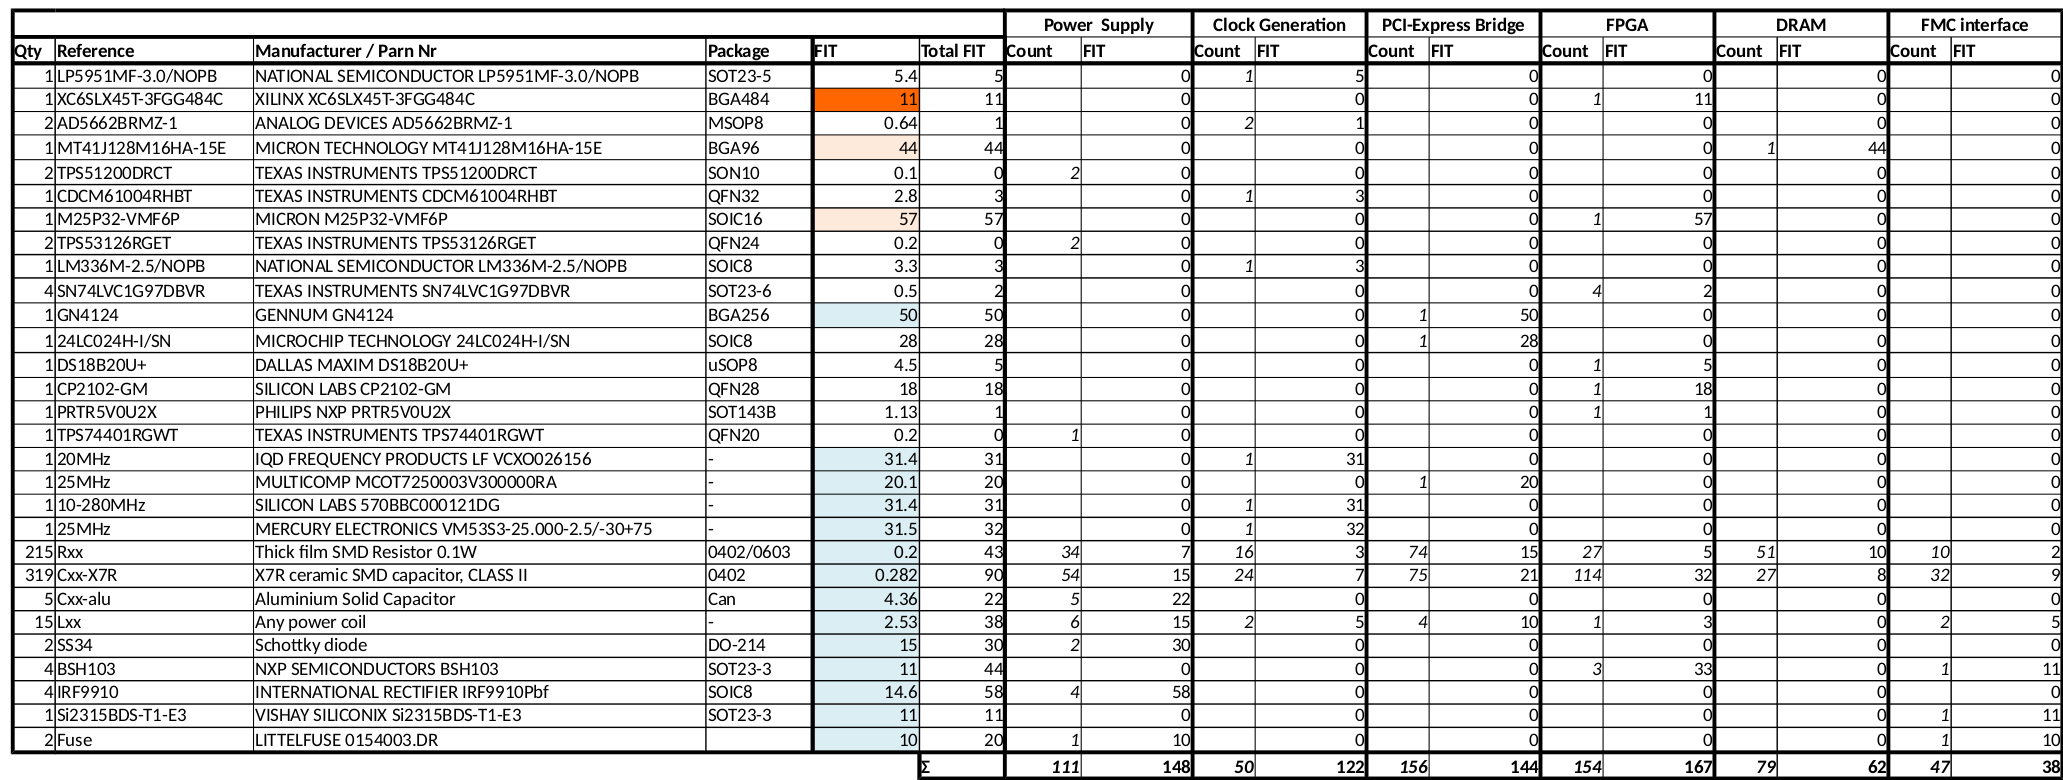 Power Supply Clock Generation PCI-Express Bridge FPGA DRAM FMC interface
Qty Reference Manufacturer / Parn Nr Package FIT Total FIT Count FIT Count FIT Count FIT Count FIT Count FIT Count FIT
1 LP5951MF-3.0/NOPB NATIONAL SEMICONDUCTOR LP5951MF-3.0/NOPB SOT23-5 5.4 5 0 1 5 0 0 0 0
1 XC6SLX45T-3FGG484C XILINX XC6SLX45T-3FGG484C BGA484 11 11 0 0 0 1 11 0 0
2 AD5662BRMZ-1 ANALOG DEVICES AD5662BRMZ-1 MSOP8 0.64 1 0 2 1 0 0 0 0
1 MT41J128M16HA-15E MICRON TECHNOLOGY MT41J128M16HA-15E BGA96 44 44 0 0 0 0 1 44 0
2 TPS51200DRCT TEXAS INSTRUMENTS TPS51200DRCT SON10 0.1 0 2 0 0 0 0 0 0
1 CDCM61004RHBT TEXAS INSTRUMENTS CDCM61004RHBT QFN32 2.8 3 0 1 3 0 0 0 0
1 M25P32-VMF6P MICRON M25P32-VMF6P SOIC16 57 57 0 0 0 1 57 0 0
2 TPS53126RGET TEXAS INSTRUMENTS TPS53126RGET QFN24 0.2 0 2 0 0 0 0 0 0
1 LM336M-2.5/NOPB NATIONAL SEMICONDUCTOR LM336M-2.5/NOPB SOIC8 3.3 3 0 1 3 0 0 0 0
4 SN74LVC1G97DBVR TEXAS INSTRUMENTS SN74LVC1G97DBVR SOT23-6 0.5 2 0 0 0 4 2 0 0
1 GN4124 GENNUM GN4124 BGA256 50 50 0 0 1 50 0 0 0
1 24LC024H-I/SN MICROCHIP TECHNOLOGY 24LC024H-I/SN SOIC8 28 28 0 0 1 28 0 0 0
1 DS18B20U+ DALLAS MAXIM DS18B20U+ uSOP8 4.5 5 0 0 0 1 5 0 0
1 CP2102-GM SILICON LABS CP2102-GM QFN28 18 18 0 0 0 1 18 0 0
1 PRTR5V0U2X PHILIPS NXP PRTR5V0U2X SOT143B 1.13 1 0 0 0 1 1 0 0
1 TPS74401RGWT TEXAS INSTRUMENTS TPS74401RGWT QFN20 0.2 0 1 0 0 0 0 0 0
1 20MHz IQD FREQUENCY PRODUCTS LF VCXO026156 - 31.4 31 0 1 31 0 0 0 0
1 25MHz MULTICOMP MCOT7250003V300000RA - 20.1 20 0 0 1 20 0 0 0
1 10-280MHz SILICON LABS 570BBC000121DG - 31.4 31 0 1 31 0 0 0 0
1 25MHz MERCURY ELECTRONICS VM53S3-25.000-2.5/-30+75 - 31.5 32 0 1 32 0 0 0 0
215 Rxx Thick film SMD Resistor 0.1W 0402/0603 0.2 43 34 7 16 3 74 15 27 5 51 10 10 2
319 Cxx-X7R X7R ceramic SMD capacitor, CLASS II 0402 0.282 90 54 15 24 7 75 21 114 32 27 8 32 9
5 Cxx-alu Aluminium Solid Capacitor Can 4.36 22 5 22 0 0 0 0 0
15 Lxx Any power coil - 2.53 38 6 15 2 5 4 10 1 3 0 2 5
2 SS34 Schottky diode DO-214 15 30 2 30 0 0 0 0 0
4 BSH103 NXP SEMICONDUCTORS BSH103 SOT23-3 11 44 0 0 0 3 33 0 1 11
4 IRF9910 INTERNATIONAL RECTIFIER IRF9910Pbf SOIC8 14.6 58 4 58 0 0 0 0 0
1 Si2315BDS-T1-E3 VISHAY SILICONIX Si2315BDS-T1-E3 SOT23-3 11 11 0 0 0 0 0 1 11
2 Fuse LITTELFUSE 0154003.DR 10 20 1 10 0 0 0 0 1 10
Σ 111 148 50 122 156 144 154 167 79 62 47 38